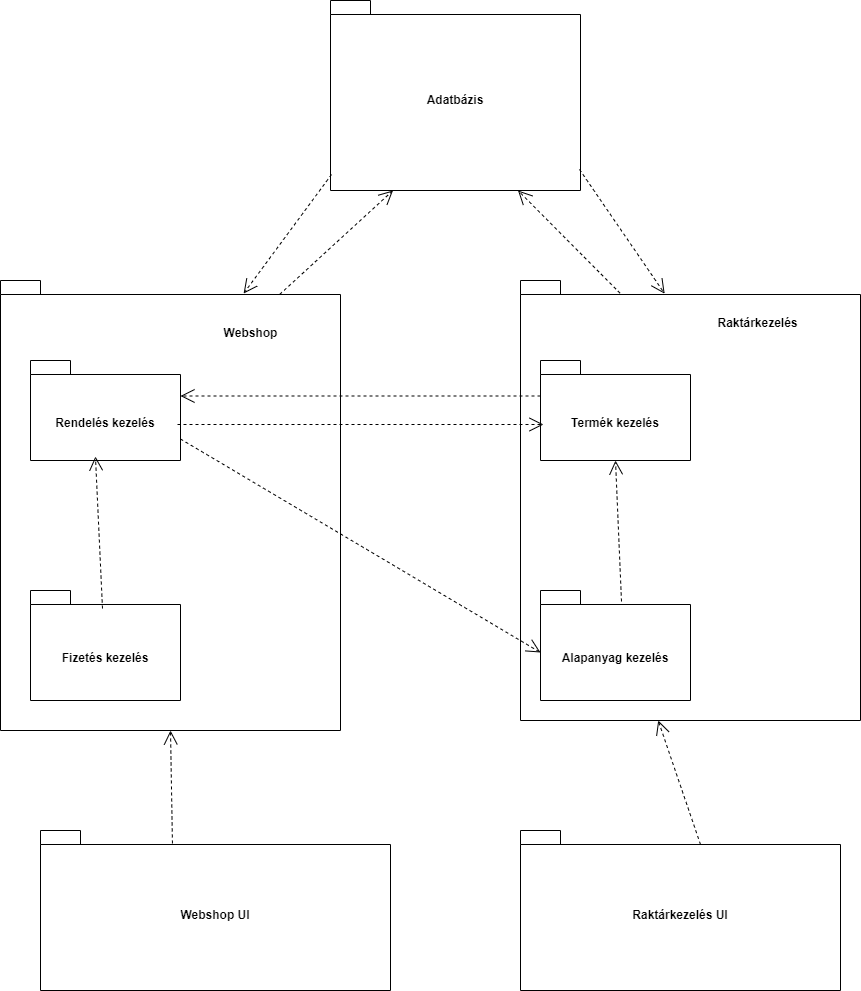 Adatbázis
Webshop
Raktárkezelés
Rendelés kezelés
Termék kezelés
Fizetés kezelés
Alapanyag kezelés
Webshop UI
Raktárkezelés UI